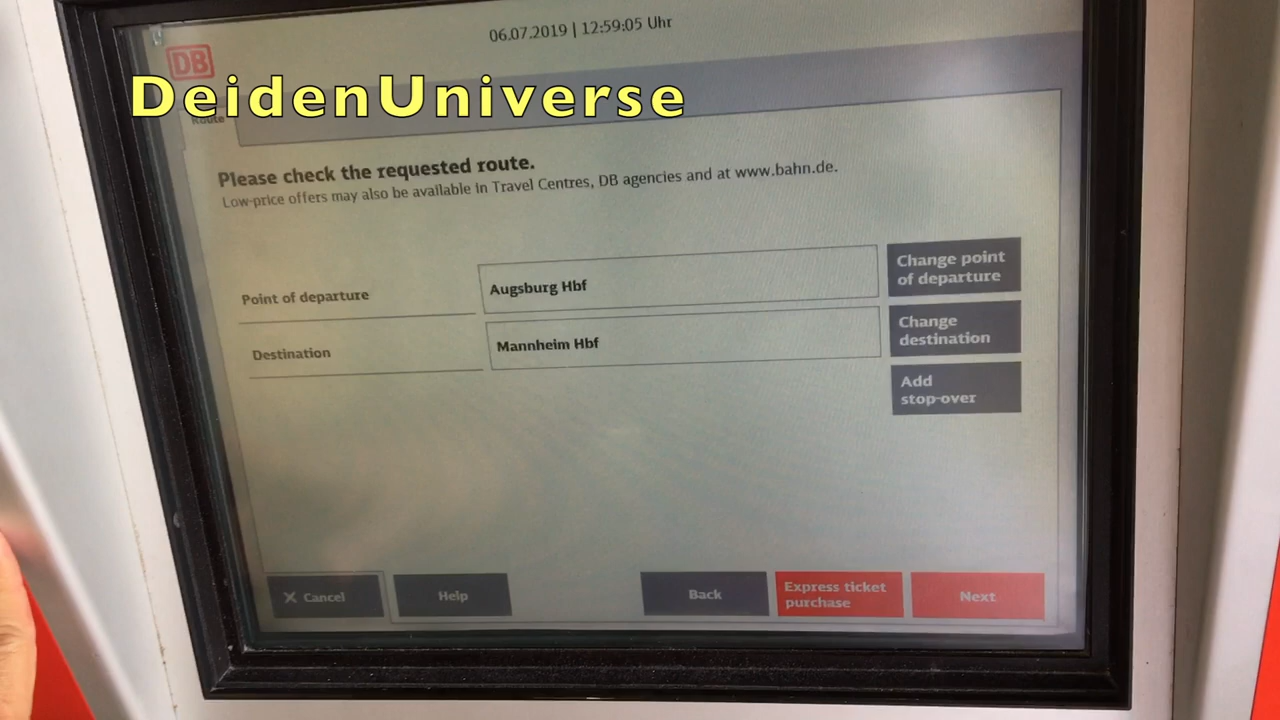 06.07.2019 | 12:59:05 Uhr
DB
DeidenUniverse
Route
Please check the requested route.
Low-price offers may also be available in Travel Centres, DB agencies and at www.bahn.de.
Point of departure
Augsburg Hbf
Change point
of departure
Destination
Mannheim Hbf
Change
destination
Add
stop-over
X Cancel
Help
Back
Express ticket
purchase
Next